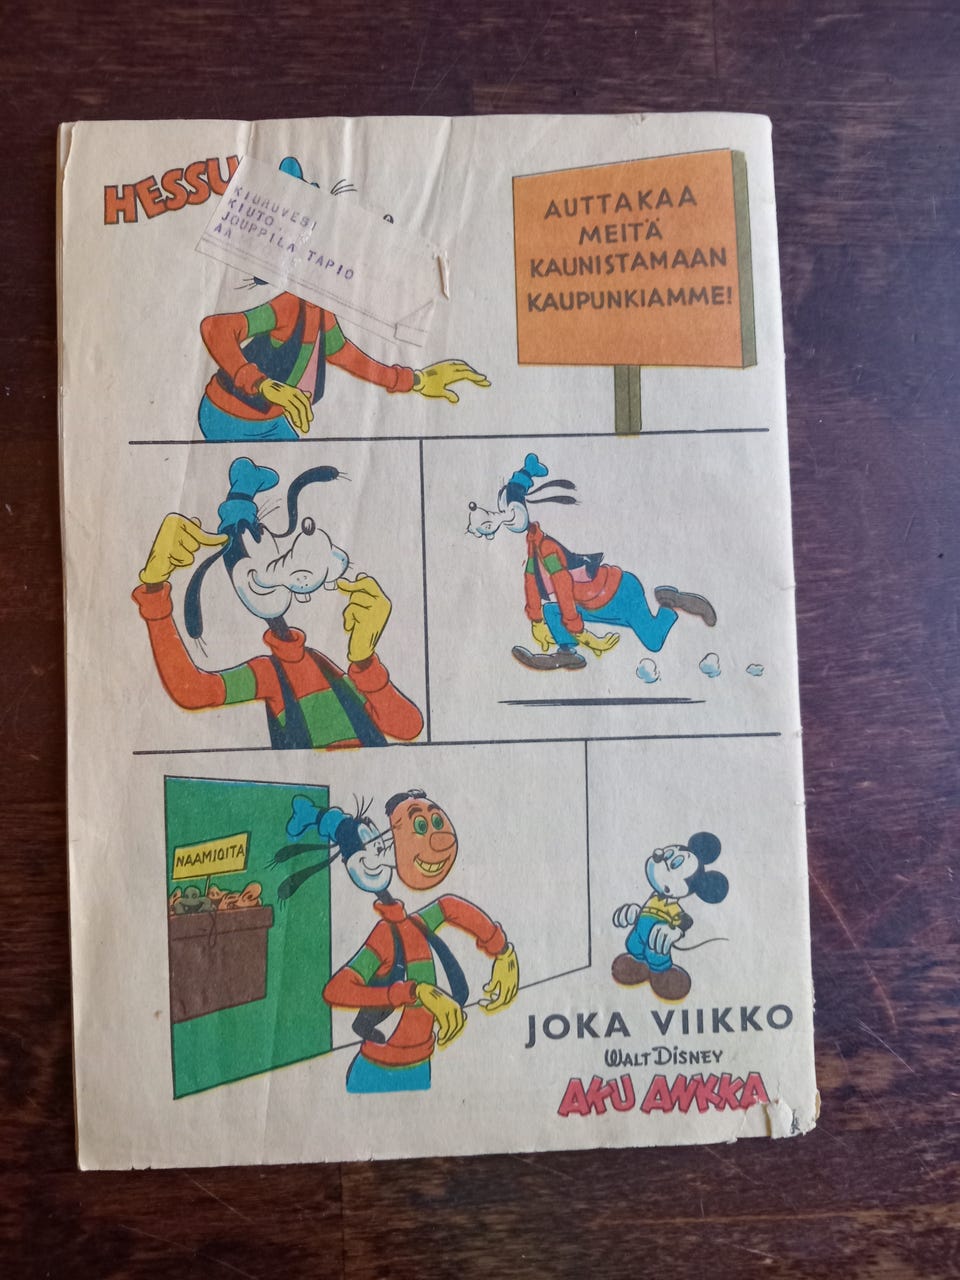 HESSU
KIURUVESI
KIUTO.
JOUPPILA TAPIO
AA
AUTTAKAA
MEITÄ
KAUNISTAMAAN
KAUPUNKIAMME!
NAAMIOITA
JOKA VIIKKO
WALT DISNEY
AKU ANKKA